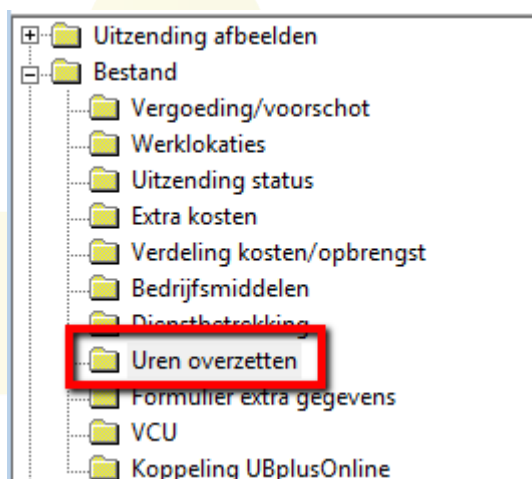 Uitzending afbeelden
Bestand
Vergoeding/voorschot
Werklokaties
Uitzending status
Extra kosten
Verdeling kosten/opbrengst
Bedrijfsmiddelen
Dienstbetrekking
Uren overzetten
Formulier extra gegevens
VCU
Koppeling UBplusOnline